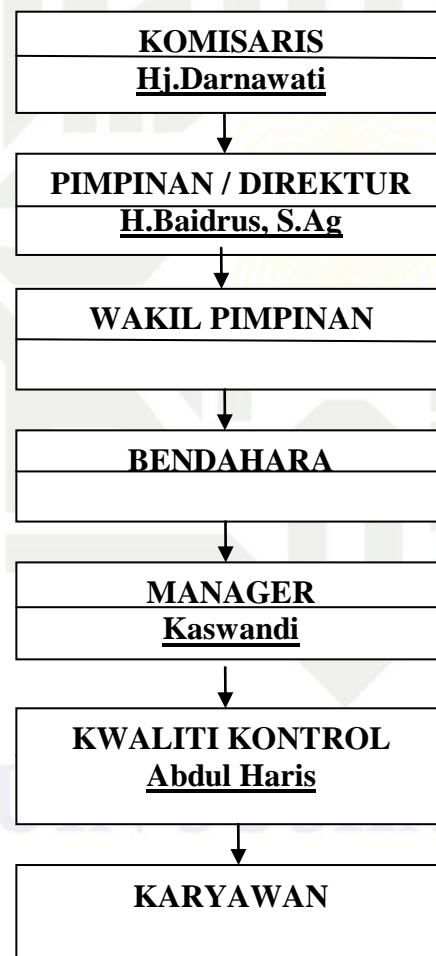 KOMISARIS
Hj.Darnawati
PIMPINAN / DIREKTUR
H.Baidrus, S.Ag
WAKIL PIMPINAN
BENDAHARA
MANAGER
Kaswandi
KWALITI KONTROL
Abdul Haris
KARYAWAN